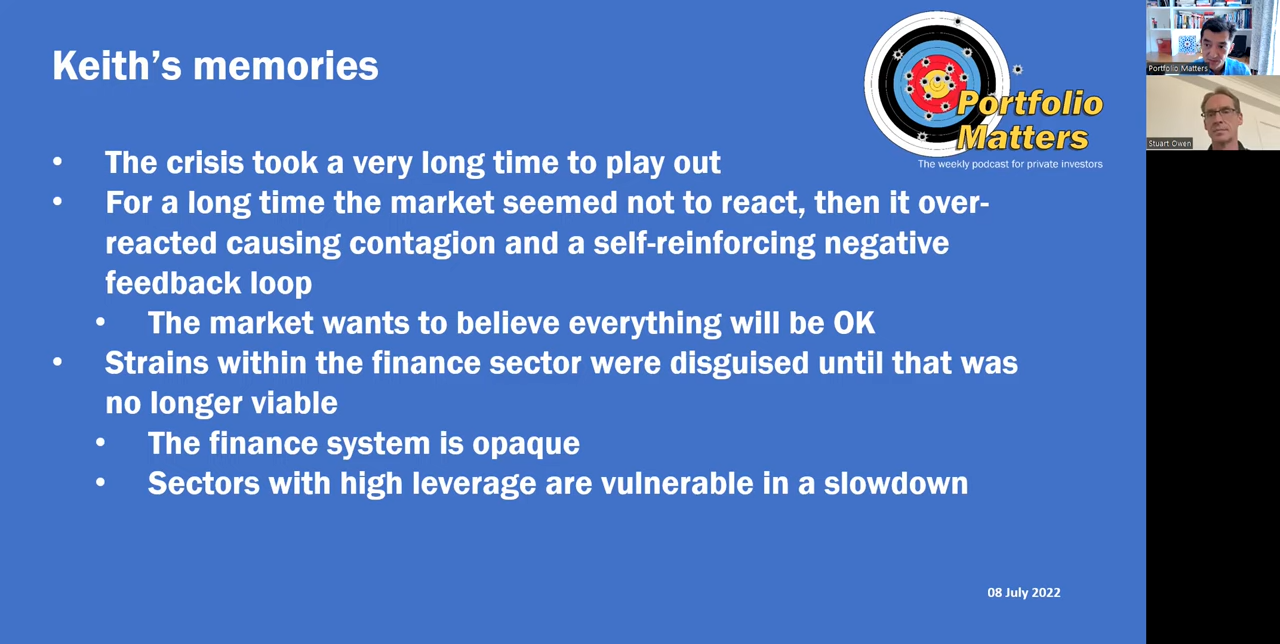 Keith's memories
Portfolio
Matters
The weekly podcast for private investors
• The crisis took a very long time to play out
• For a long time the market seemed not to react, then it over-
reacted causing contagion and a self-reinforcing negative
feedback loop
• The market wants to believe everything will be OK
• Strains within the finance sector were disguised until that was
no longer viable
• The finance system is opaque
• Sectors with high leverage are vulnerable in a slowdown
08 July 2022
Portfolio Matters
Stuart Owen